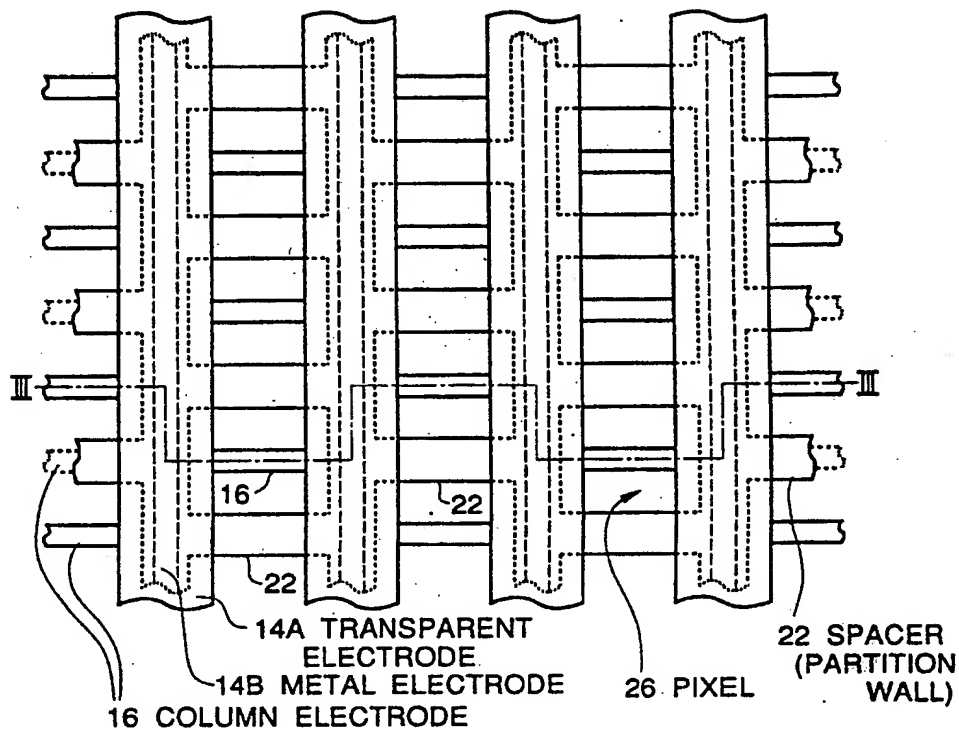 III
III
16
22
22
14A TRANSPARENT
ELECTRODE
14B METAL ELECTRODE
16 COLUMN ELECTRODE
26 PIXEL
22 SPACER
(PARTITION
WALL)